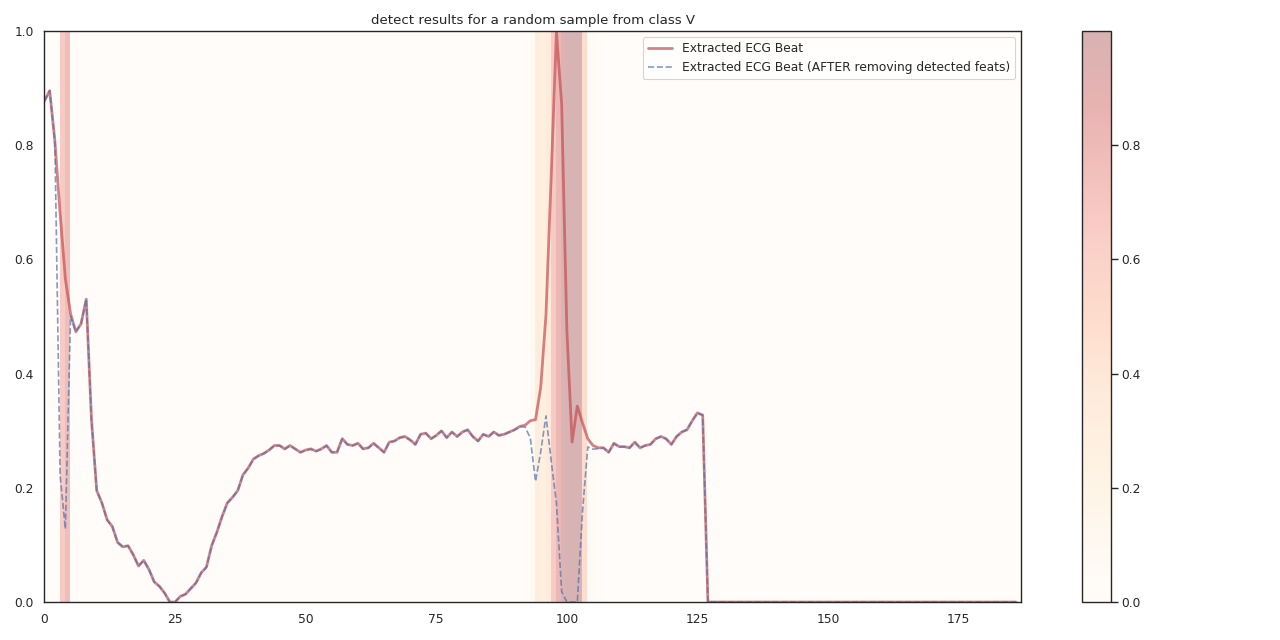 detect results for a random sample from class V
Extracted ECG Beat
Extracted ECG Beat (AFTER removing detected feats)
1.0
0.8
0.6
0.4
0.2
0.0
0 25 50 75 100 125 150 175
0.8
0.6
0.4
0.2
0.0